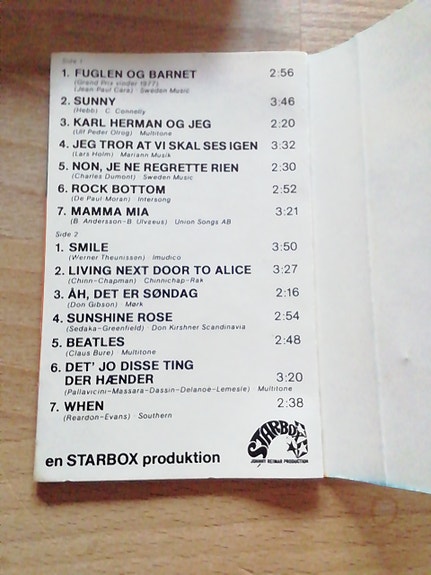 Side 1
1. FUGLEN OG BARNET 2:56
(Grand Prix vinder 1977)
(Jean-Paul Cara) · Sweden Music
2. SUNNY 3:46
(Hebb) · C. Connelly
3. KARL HERMAN OG JEG 2:20
(Ulf Peder Olrog) · Multitone
4. JEG TROR AT VI SKAL SES IGEN 3:32
(Lars Holm) · Mariann Musik
5. NON, JE NE REGRETTE RIEN 2:30
(Charles Dumont) · Sweden Music
6. ROCK BOTTOM 2:52
(De Paul Moran) · Intersong
7. MAMMA MIA 3:21
(B. Andersson-B. Ulvaeus) · Union Songs AB
Side 2
1. SMILE 3:50
(Werner Theunissen) · Imudico
2. LIVING NEXT DOOR TO ALICE 3:27
(Chinn-Chapman) · Chinnichap-Rak
3. ÅH, DET ER SØNDAG 2:16
(Don Gibson) · Mørk
4. SUNSHINE ROSE 2:54
(Sedaka-Greenfield) · Don Kirshner Scandinavia
5. BEATLES 2:48
(Claus Bure) · Multitone
6. DET' JO DISSE TING
DER HÆNDER 3:20
(Pallavicini-Massara-Dassin-Delanoë-Lemesle) · Multitone
7. WHEN 2:38
(Reardon-Evans) · Southern
STARBOX
JOHNNY REIMAR PRODUCTION
en STARBOX produktion